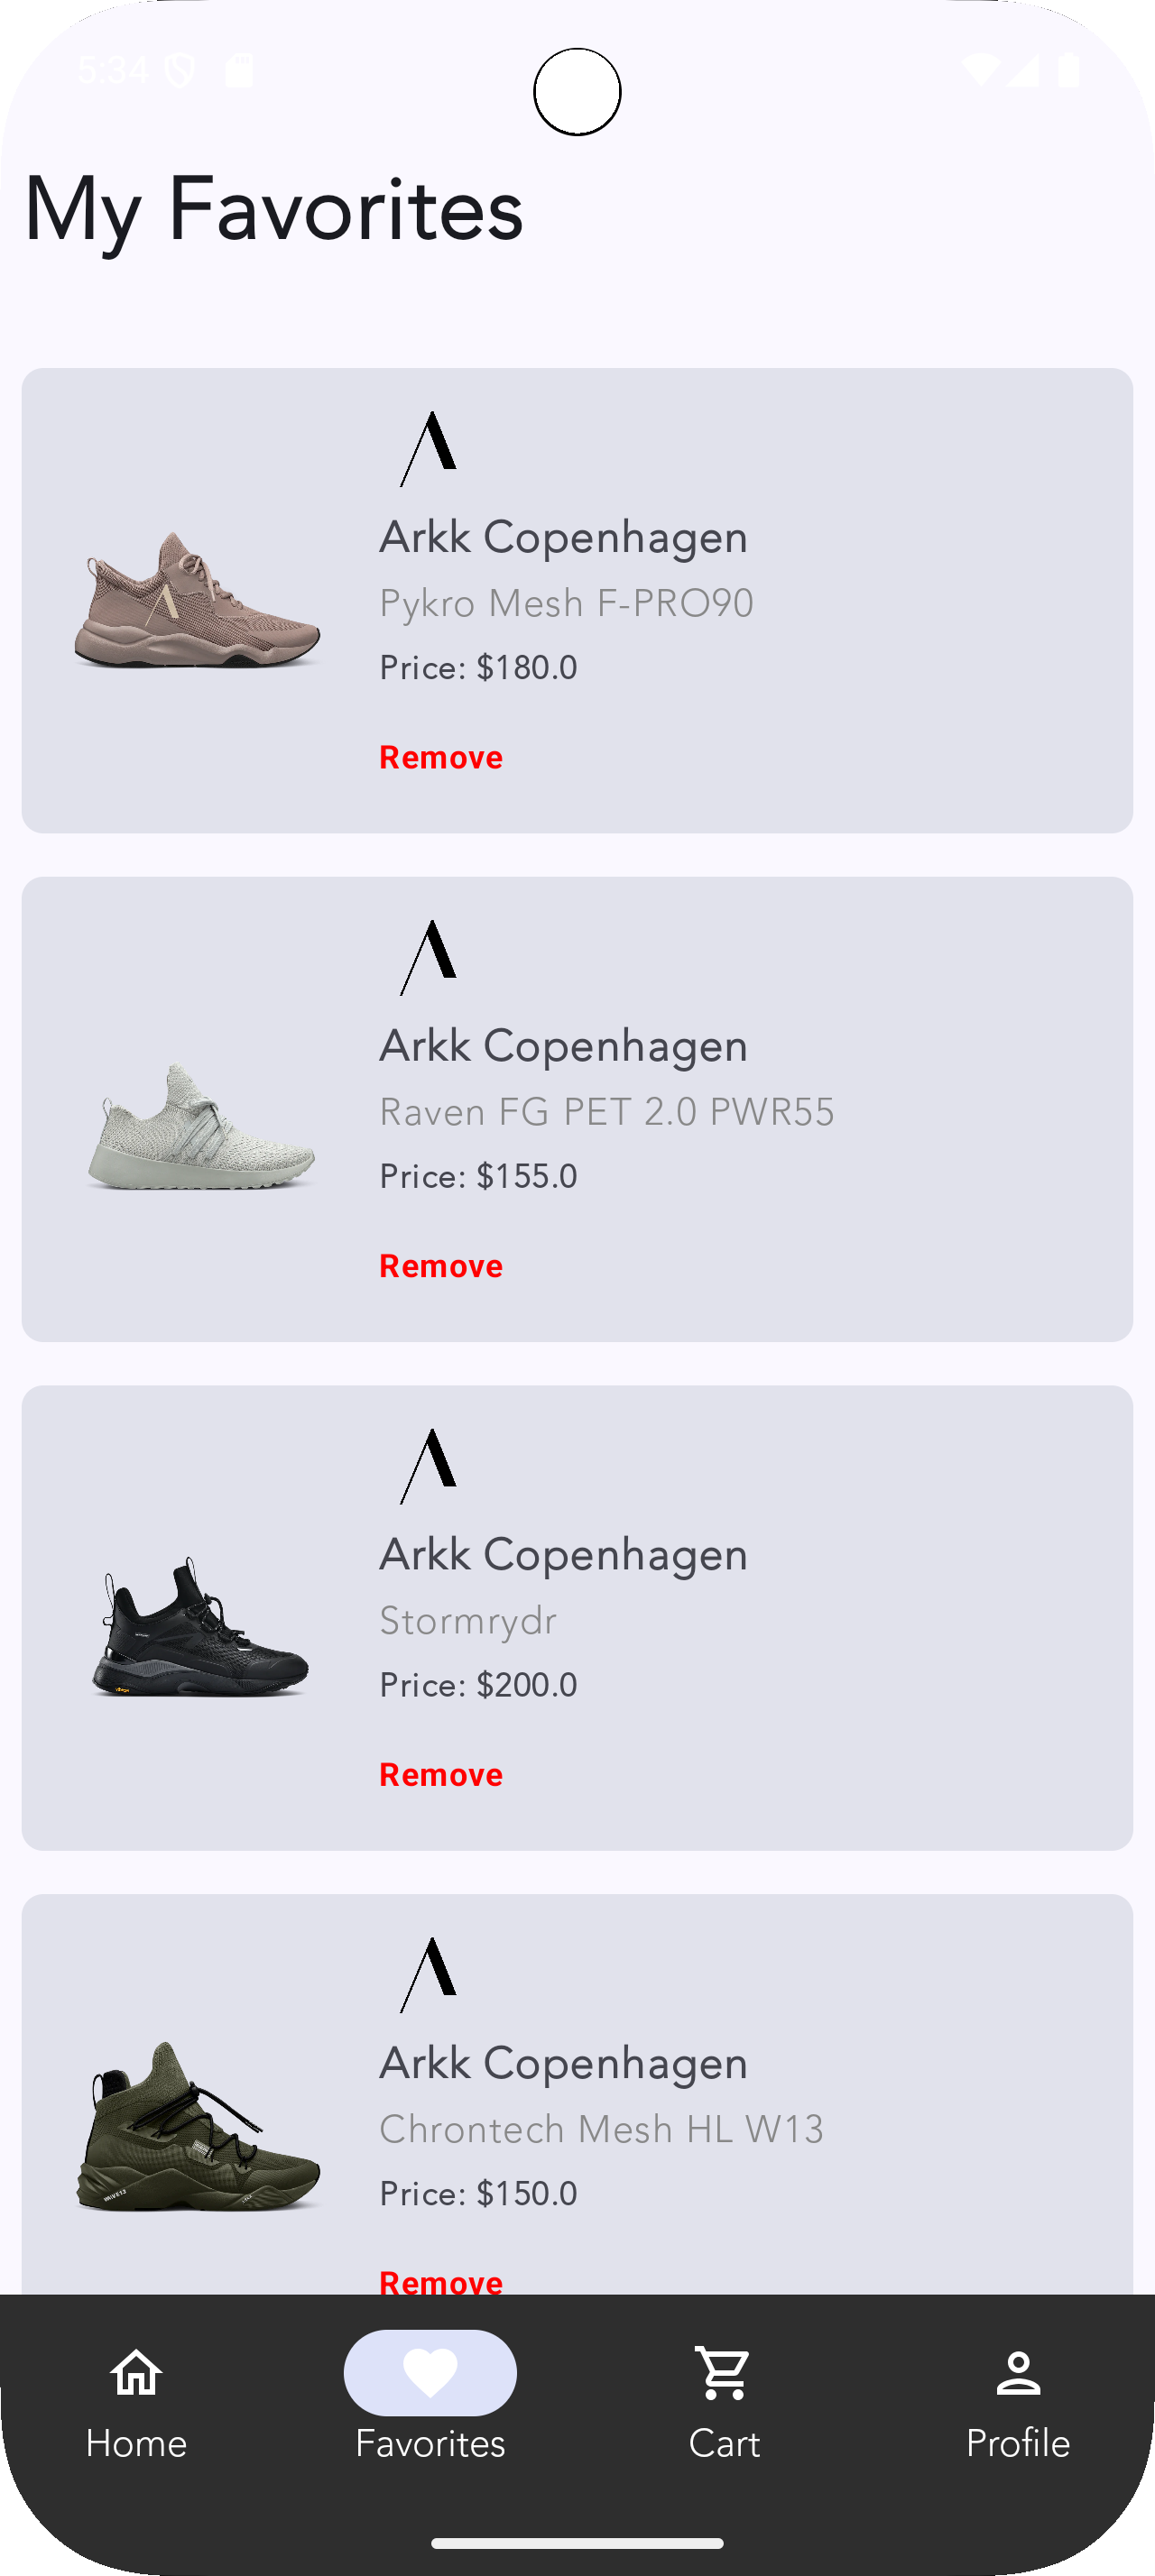 5:34
My Favorites
Arkk Copenhagen
Pykro Mesh F-PRO90
Price: $180.0
Remove
Arkk Copenhagen
Raven FG PET 2.0 PWR55
Price: $155.0
Remove
Arkk Copenhagen
Stormrydr
Price: $200.0
Remove
Arkk Copenhagen
Chrontech Mesh HL W13
Price: $150.0
Remove
Home
Favorites
Cart
Profile